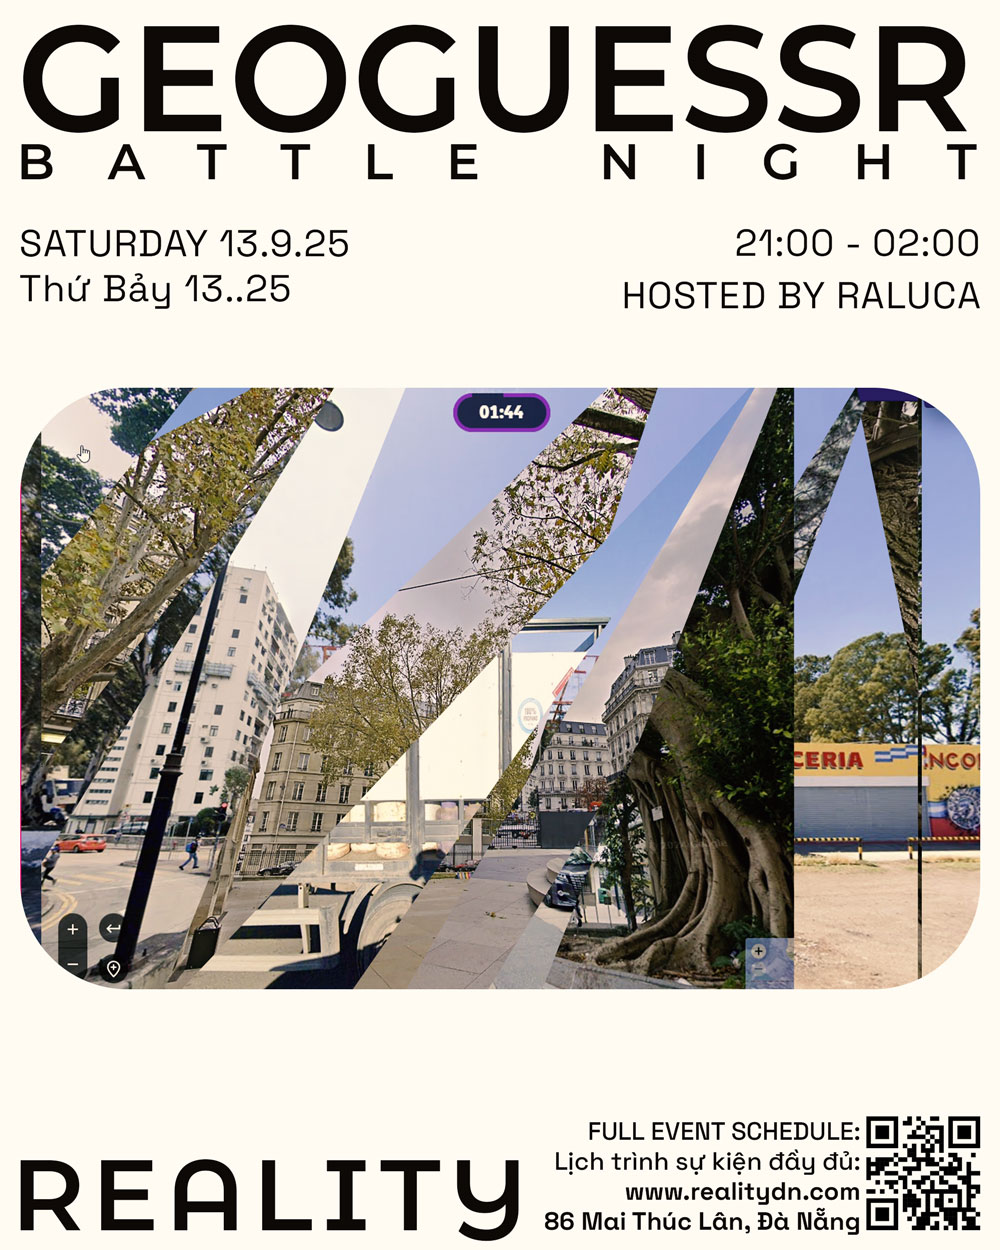 GEOGUESSR
BATTLE NIGHT
SATURDAY 13.9.25
Thứ Bảy 13..25
21:00 - 02:00
HOSTED BY RALUCA
01:44
CERIA
ENCO
REALITY
FULL EVENT SCHEDULE:
Lịch trình sự kiện đầy đủ:
www.realitydn.com
86 Mai Thúc Lân, Đà Nẵng